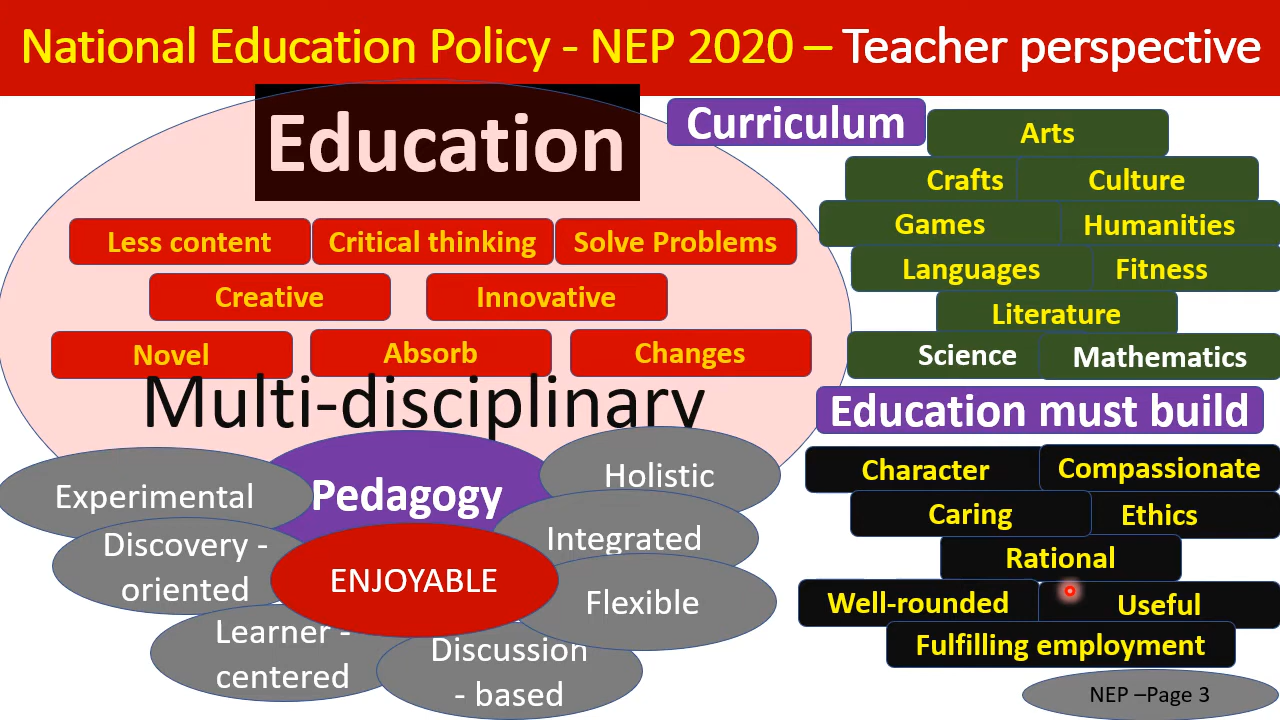 National Education Policy - NEP 2020 – Teacher perspective
Education
Less content Critical thinking Solve Problems
Creative Innovative
Novel Absorb Changes
Multi-disciplinary
Pedagogy
Experimental
Discovery -
oriented
Learner -
centered
ENJOYABLE
Holistic
Integrated
Flexible
Discussion
- based
Curriculum
Arts
Crafts Culture
Games Humanities
Languages Fitness
Literature
Science Mathematics
Education must build
Character Compassionate
Caring Ethics
Rational
Well-rounded Useful
Fulfilling employment
NEP –Page 3